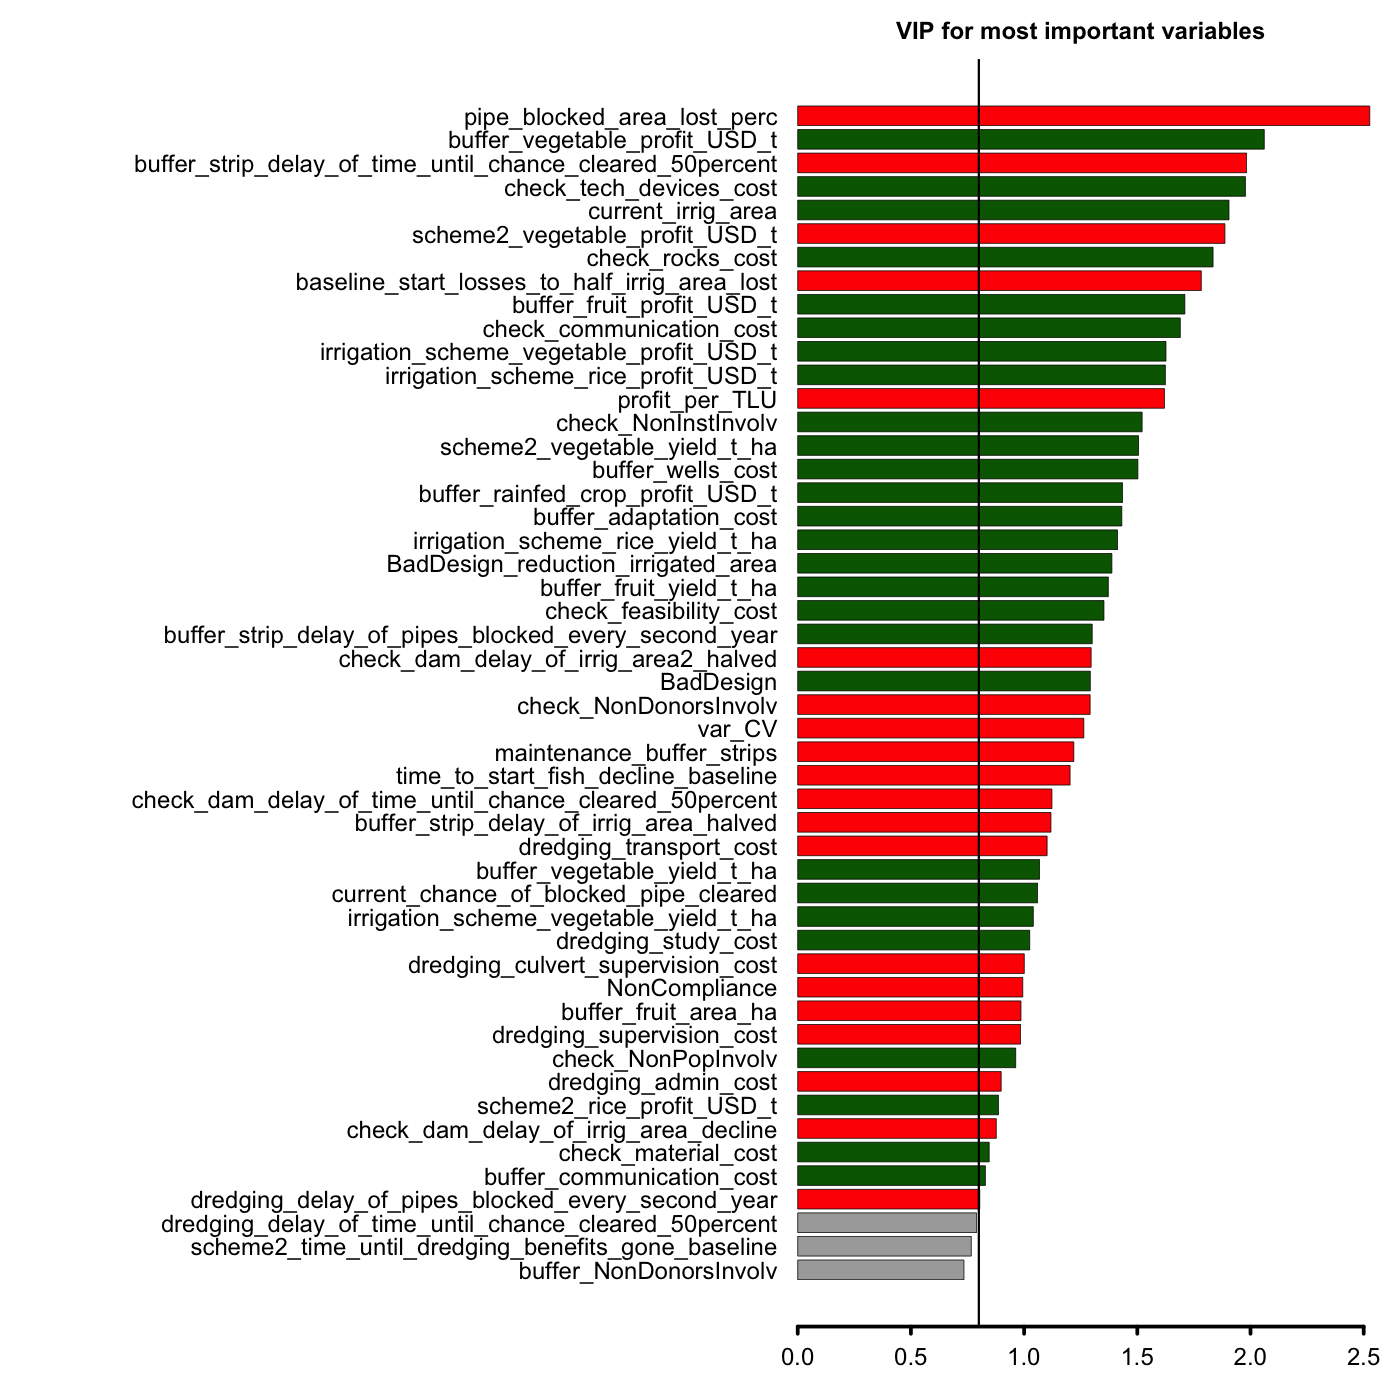 VIP for most important variables
pipe_blocked_area_lost_perc
buffer_vegetable_profit_USD_t
buffer_strip_delay_of_time_until_chance_cleared_50percent
check_tech_devices_cost
current_irrig_area
scheme2_vegetable_profit_USD_t
check_rocks_cost
baseline_start_losses_to_half_irrig_area_lost
buffer_fruit_profit_USD_t
check_communication_cost
irrigation_scheme_vegetable_profit_USD_t
irrigation_scheme_rice_profit_USD_t
profit_per_TLU
check_NonInstInvolv
scheme2_vegetable_yield_t_ha
buffer_wells_cost
buffer_rainfed_crop_profit_USD_t
buffer_adaptation_cost
irrigation_scheme_rice_yield_t_ha
BadDesign_reduction_irrigated_area
buffer_fruit_yield_t_ha
check_feasibility_cost
buffer_strip_delay_of_pipes_blocked_every_second_year
check_dam_delay_of_irrig_area2_halved
BadDesign
check_NonDonorsInvolv
var_CV
maintenance_buffer_strips
time_to_start_fish_decline_baseline
check_dam_delay_of_time_until_chance_cleared_50percent
buffer_strip_delay_of_irrig_area_halved
dredging_transport_cost
buffer_vegetable_yield_t_ha
current_chance_of_blocked_pipe_cleared
irrigation_scheme_vegetable_yield_t_ha
dredging_study_cost
dredging_culvert_supervision_cost
NonCompliance
buffer_fruit_area_ha
dredging_supervision_cost
check_NonPopInvolv
dredging_admin_cost
scheme2_rice_profit_USD_t
check_dam_delay_of_irrig_area_decline
check_material_cost
buffer_communication_cost
dredging_delay_of_pipes_blocked_every_second_year
dredging_delay_of_time_until_chance_cleared_50percent
scheme2_time_until_dredging_benefits_gone_baseline
buffer_NonDonorsInvolv
0.0 0.5 1.0 1.5 2.0 2.5